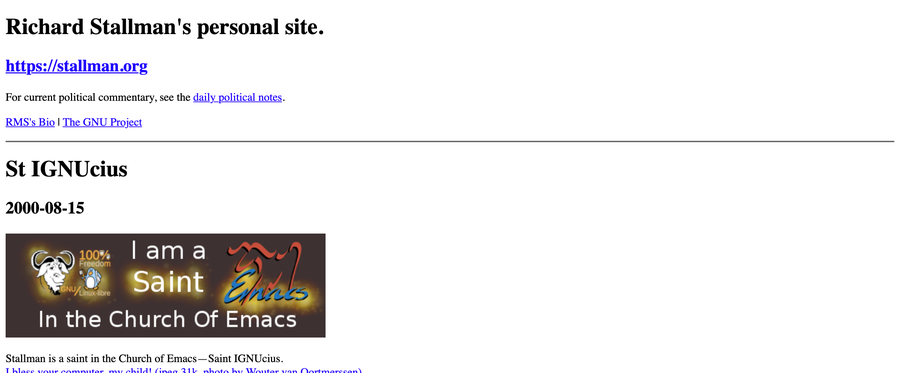 Richard Stallman's personal site.
https://stallman.org
For current political commentary, see the daily political notes.
RMS's Bio | The GNU Project
St IGNUcius
2000-08-15
100%
Freedom
GNU/Linux-libre
I am a
Saint
Emacs
In the Church Of Emacs
Stallman is a saint in the Church of Emacs—Saint IGNUcius.
I bless your computer, my child! (jpeg 31k, photo by Wouter van Oortmerssen)